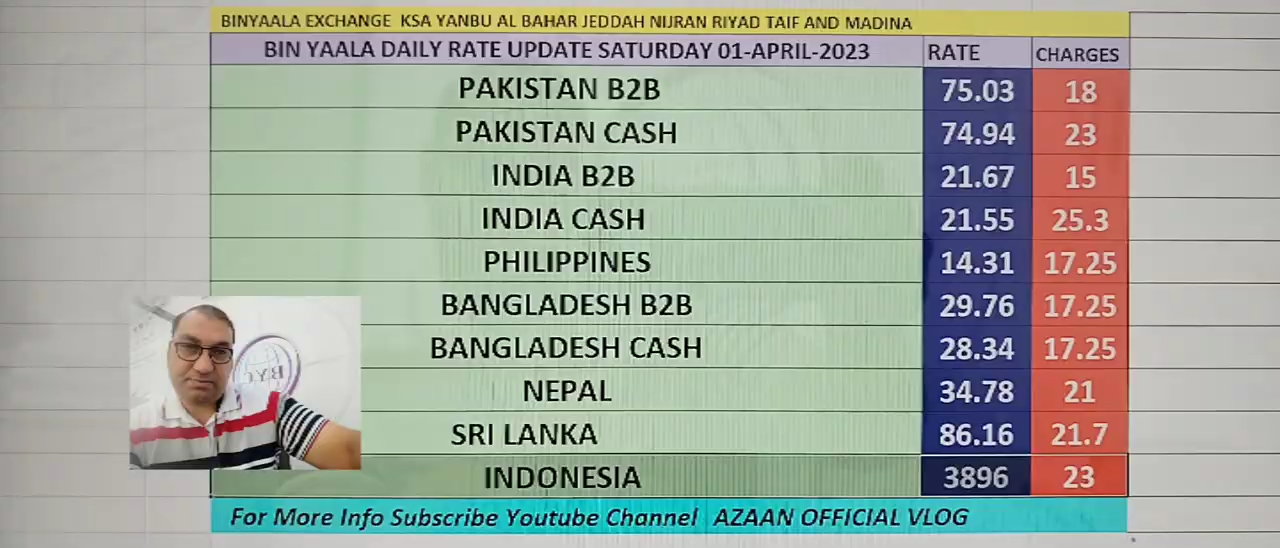 BINYAALA EXCHANGE KSA YANBU AL BAHAR JEDDAH NIJRAN RIYAD TAIF AND MADINA
BIN YAALA DAILY RATE UPDATE SATURDAY 01-APRIL-2023 RATE CHARGES
PAKISTAN B2B 75.03 18
PAKISTAN CASH 74.94 23
INDIA B2B 21.67 15
INDIA CASH 21.55 25.3
PHILIPPINES 14.31 17.25
BANGLADESH B2B 29.76 17.25
BANGLADESH CASH 28.34 17.25
NEPAL 34.78 21
SRI LANKA 86.16 21.7
INDONESIA 3896 23
For More Info Subscribe Youtube Channel AZAAN OFFICIAL VLOG